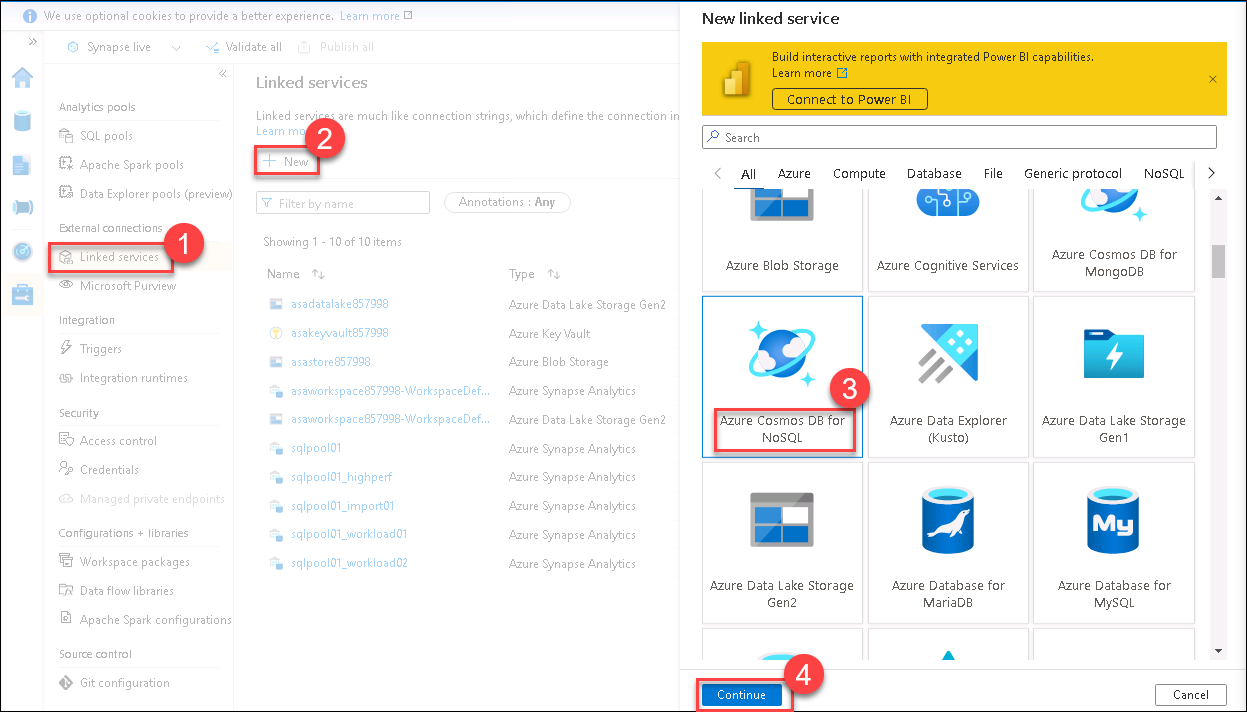 We use optional cookies to provide a better experience. Learn more
Synapse live
Validate all
Publish all
Analytics pools
SQL pools
Apache Spark pools
Data Explorer pools (preview)
External connections
Linked services
1
Microsoft Purview
Integration
Triggers
Integration runtimes
Security
Access control
Credentials
Managed private endpoints
Configurations + libraries
Workspace packages
Data flow libraries
Apache Spark configurations
Source control
Git configuration
Linked services
Linked services are much like connection strings, which define the connection in
Learn mo
2
New
Filter by name
Annotations : Any
Showing 1 - 10 of 10 items
Name Type
asadatalake857998 Azure Data Lake Storage Gen2
asakeyvault857998 Azure Key Vault
asastore857998 Azure Blob Storage
asaworkspace857998-WorkspaceDef... Azure Synapse Analytics
asaworkspace857998-WorkspaceDef... Azure Data Lake Storage Gen2
sqlpool01 Azure Synapse Analytics
sqlpool01_highperf Azure Synapse Analytics
sqlpool01_import01 Azure Synapse Analytics
sqlpool01_workload01 Azure Synapse Analytics
sqlpool01_workload02 Azure Synapse Analytics
New linked service
Build interactive reports with integrated Power BI capabilities.
Learn more
Connect to Power BI
Search
All Azure Compute Database File Generic protocol NoSQL
Azure Blob Storage
Azure Cognitive Services
Azure Cosmos DB for
MongoDB
3
Azure Cosmos DB for
NoSQL
Azure Data Explorer
(Kusto)
Azure Data Lake Storage
Gen1
Azure Data Lake Storage
Gen2
Azure Database for
MariaDB
My
Azure Database for
MySQL
4
Continue
Cancel